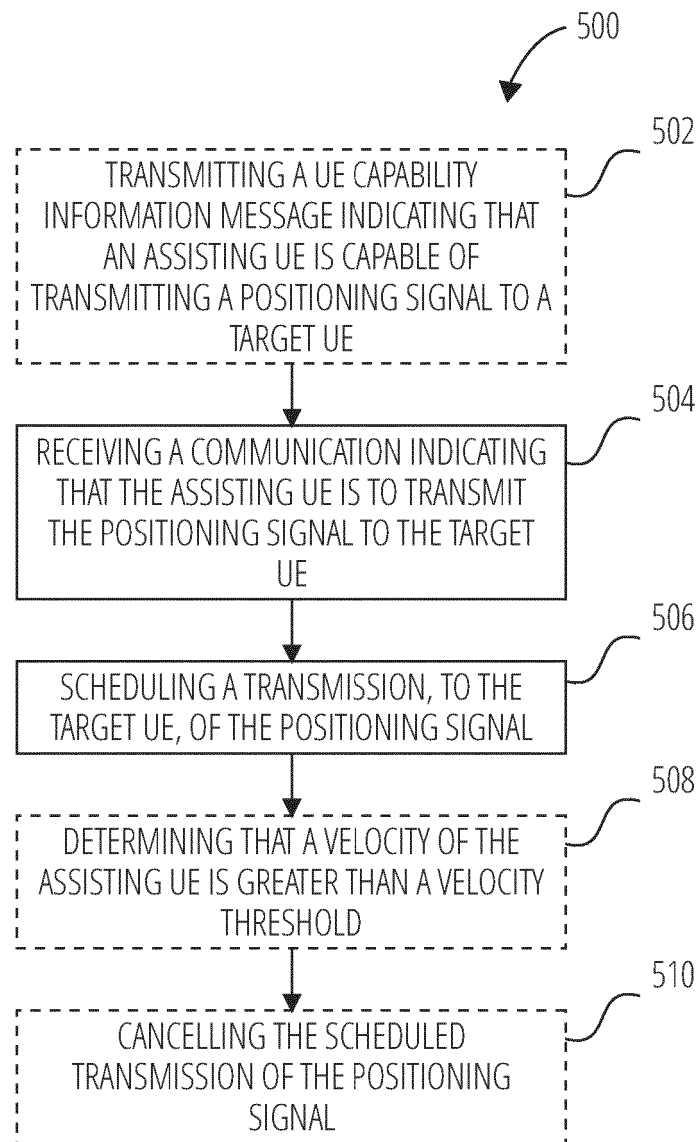 500
502
TRANSMITTING A UE CAPABILITY
INFORMATION MESSAGE INDICATING THAT
AN ASSISTING UE IS CAPABLE OF
TRANSMITTING A POSITIONING SIGNAL TO A
TARGET UE
504
RECEIVING A COMMUNICATION INDICATING
THAT THE ASSISTING UE IS TO TRANSMIT
THE POSITIONING SIGNAL TO THE TARGET
UE
506
SCHEDULING A TRANSMISSION, TO THE
TARGET UE, OF THE POSITIONING SIGNAL
508
DETERMINING THAT A VELOCITY OF THE
ASSISTING UE IS GREATER THAN A VELOCITY
THRESHOLD
510
CANCELLING THE SCHEDULED
TRANSMISSION OF THE POSITIONING
SIGNAL